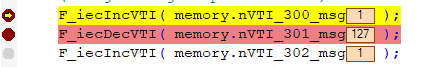 F_iecIncVTI( memory.nVTI_300_msg 1 );
F_iecDecVTI( memory.nVTI_301_msg 127 );
F_iecIncVTI( memory.nVTI_302_msg 1 );